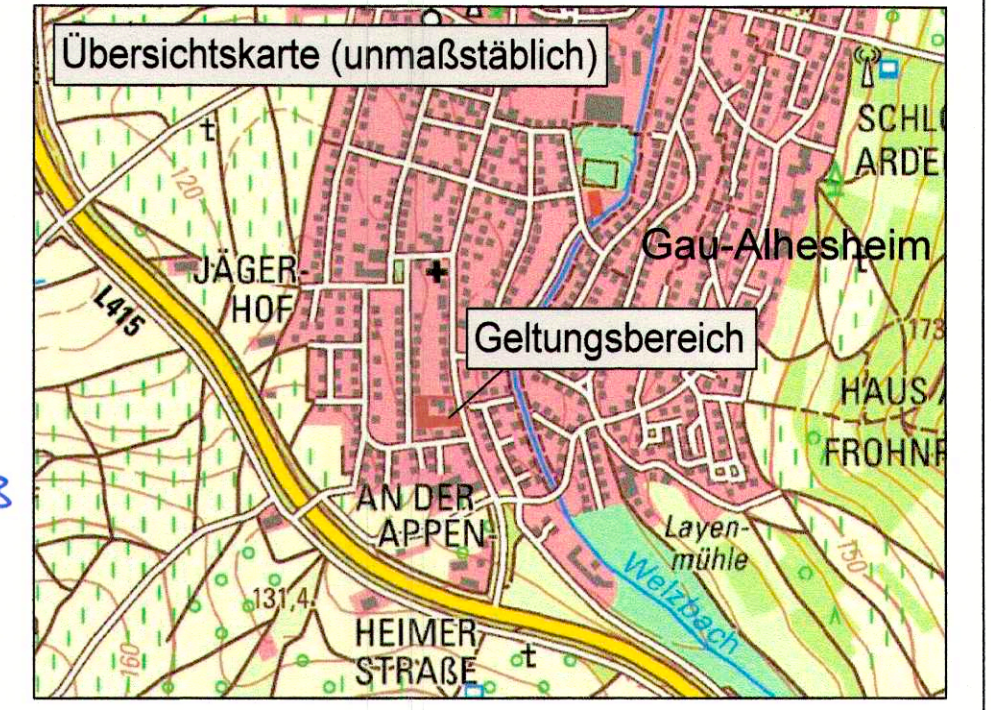 Übersichtskarte (unmaßstäblich)
SCHL
ARDE
120
Gau-Alhesheim
JÄGER-
HOF
L415
Geltungsbereich
173
HAUS A
FROHN
AN DER
APPEN-
Layen-
mühle
150
Welzbach
131,4
HEIMER
STRAßE
160